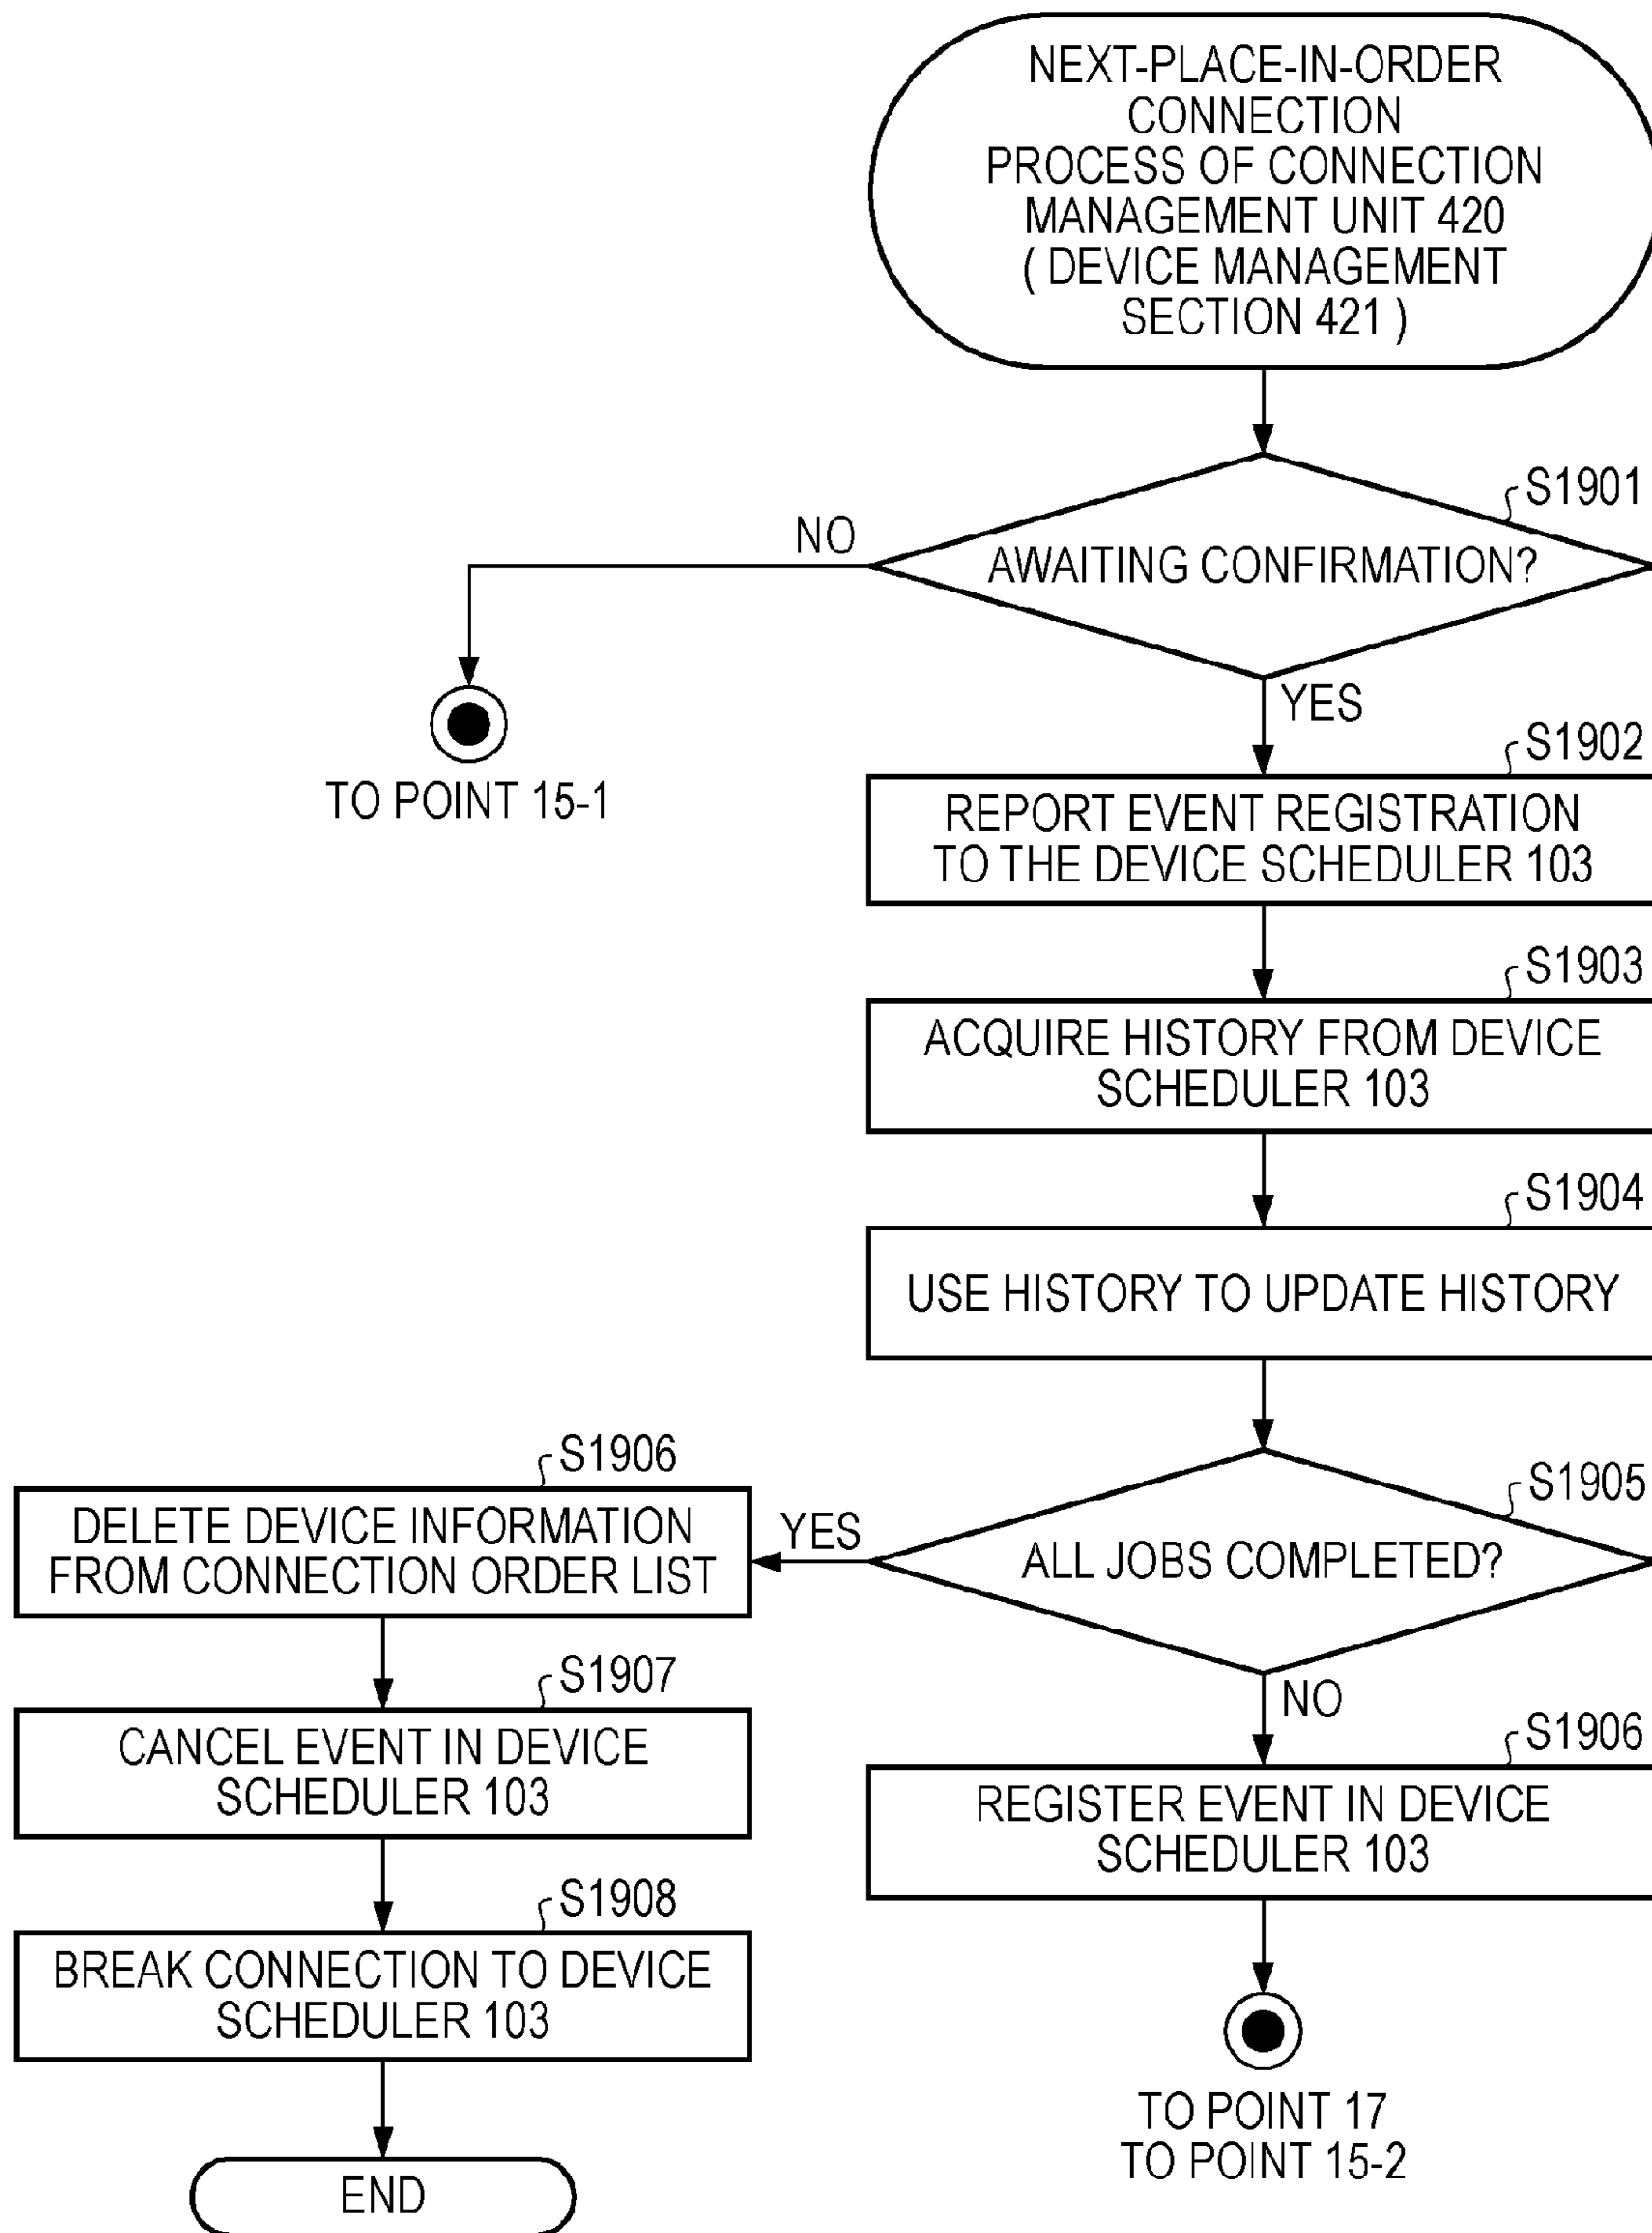 NEXT-PLACE-IN-ORDER
CONNECTION
PROCESS OF CONNECTION
MANAGEMENT UNIT 420
( DEVICE MANAGEMENT
SECTION 421 )
S1901
NO
AWAITING CONFIRMATION?
YES
TO POINT 15-1
S1902
REPORT EVENT REGISTRATION
TO THE DEVICE SCHEDULER 103
S1903
ACQUIRE HISTORY FROM DEVICE
SCHEDULER 103
S1904
USE HISTORY TO UPDATE HISTORY
S1905
ALL JOBS COMPLETED?
YES
S1906
DELETE DEVICE INFORMATION
FROM CONNECTION ORDER LIST
S1907
CANCEL EVENT IN DEVICE
SCHEDULER 103
S1908
BREAK CONNECTION TO DEVICE
SCHEDULER 103
END
NO
S1906
REGISTER EVENT IN DEVICE
SCHEDULER 103
TO POINT 17
TO POINT 15-2